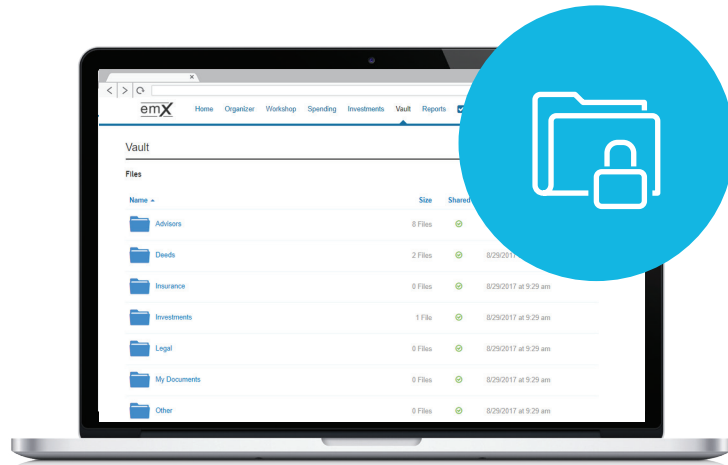 emX Home Organizer Workshop Spending Investments Vault Reports
Vault
Files
Name Size Shared
Advisors 8 Files
Deeds 2 Files 8/29/2017
Insurance 0 Files 8/29/2017 at 9:29 am
Investments 1 File 8/29/2017 at 9:29 am
Legal 0 Files 8/29/2017 at 9:29 am
My Documents 0 Files 8/29/2017 at 9:29 am
Other 0 Files 8/29/2017 at 9:29 am